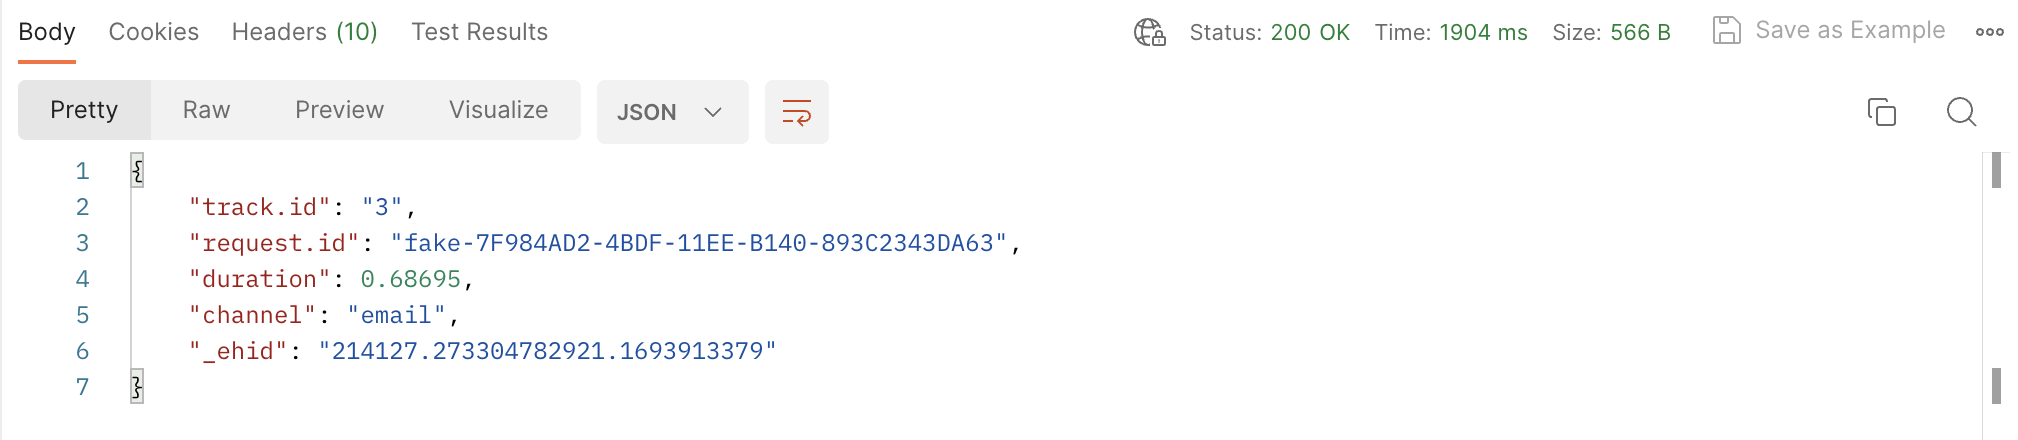 Body Cookies Headers (10) Test Results Status: 200 OK Time: 1904 ms Size: 566 B Save as Example
Pretty Raw Preview Visualize JSON
1 {
2 "track.id": "3",
3 "request.id": "fake-7F984AD2-4BDF-11EE-B140-893C2343DA63",
4 "duration": 0.68695,
5 "channel": "email",
6 "_ehid": "214127.273304782921.1693913379"
7 }